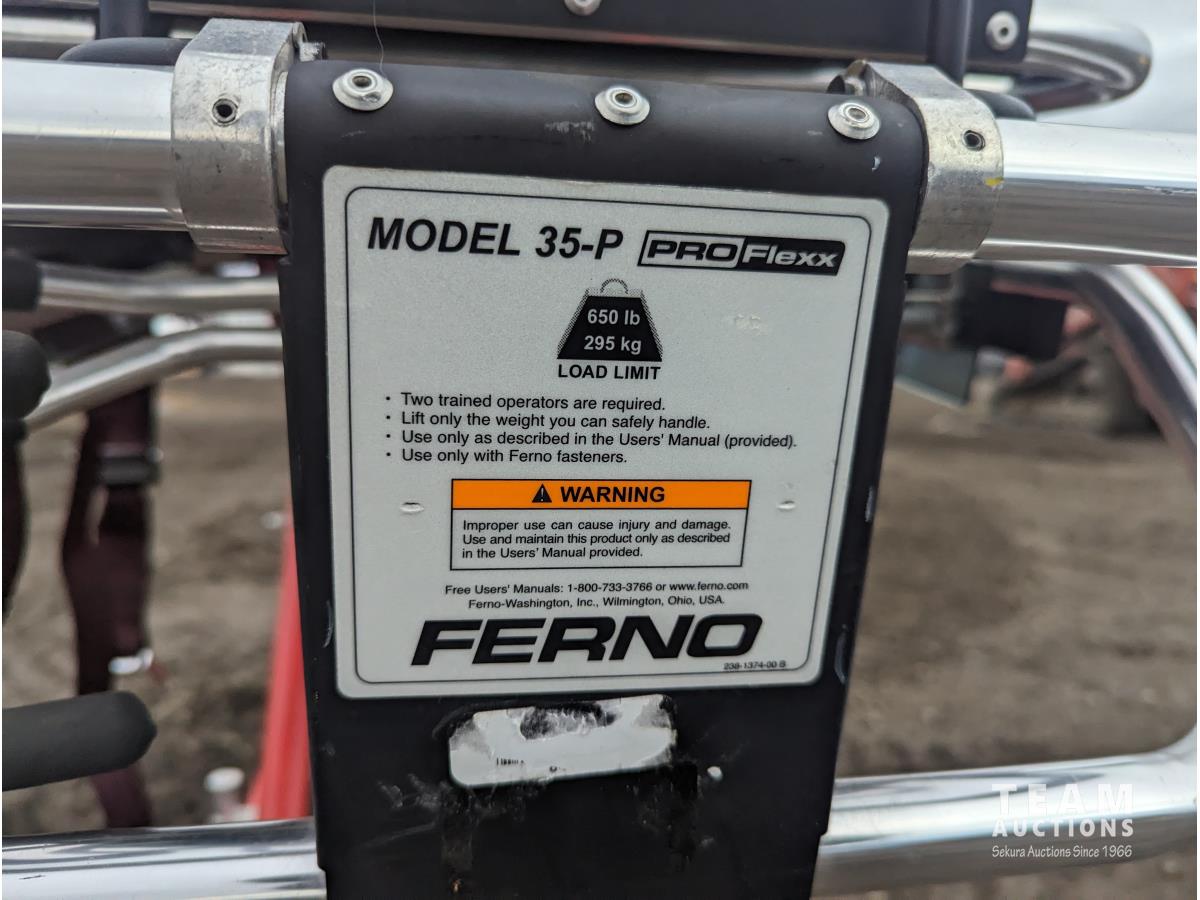 MODEL 35-P PROFlexx
650 lb
295 kg
LOAD LIMIT
· Two trained operators are required.
· Lift only the weight you can safely handle.
· Use only as described in the Users' Manual (provided).
· Use only with Ferno fasteners.
⚠ WARNING
Improper use can cause injury and damage.
Use and maintain this product only as described
in the Users' Manual provided.
Free Users' Manuals: 1-800-733-3766 or www.ferno.com
Ferno-Washington, Inc., Wilmington, Ohio, USA.
FERNO
238-1374-00 B
TEAM
AUCTIONS
Sekura Auctions Since 1966